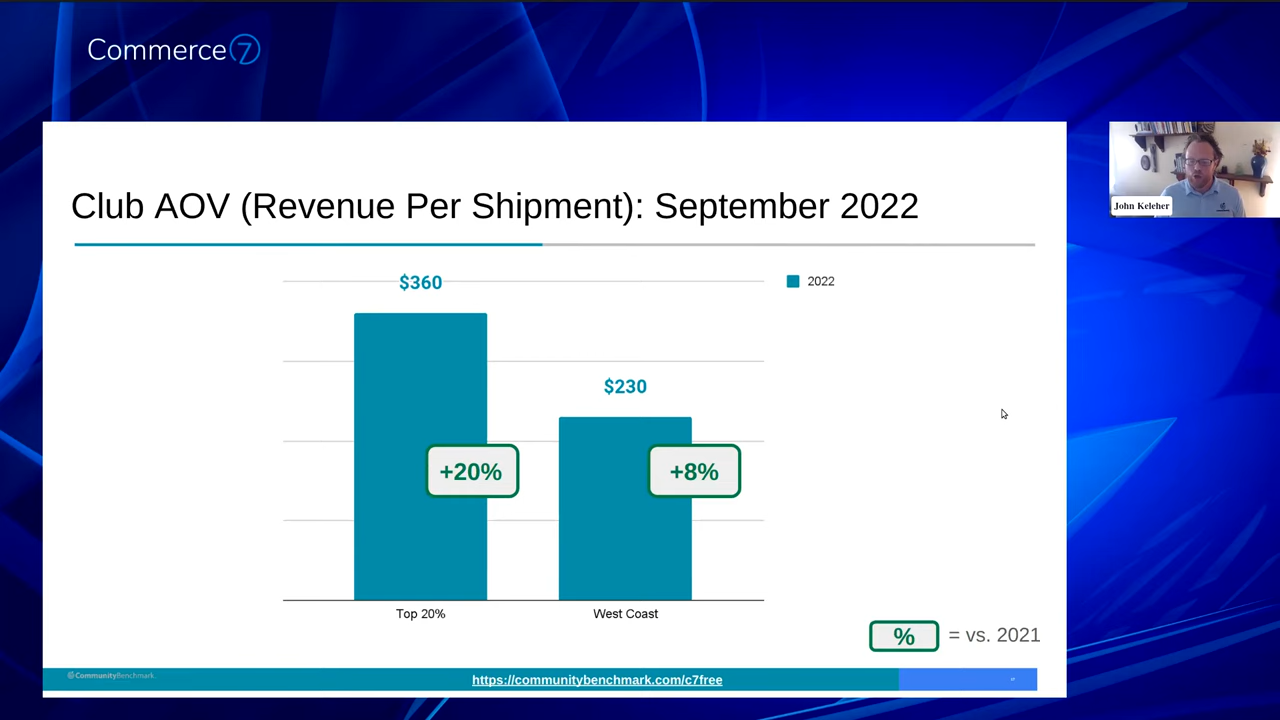 Commerce7
Club AOV (Revenue Per Shipment): September 2022
$360
2022
$230
+20%
+8%
Top 20%
West Coast
% = vs. 2021
CommunityBenchmark
https://communitybenchmark.com/c7free
John Keleher